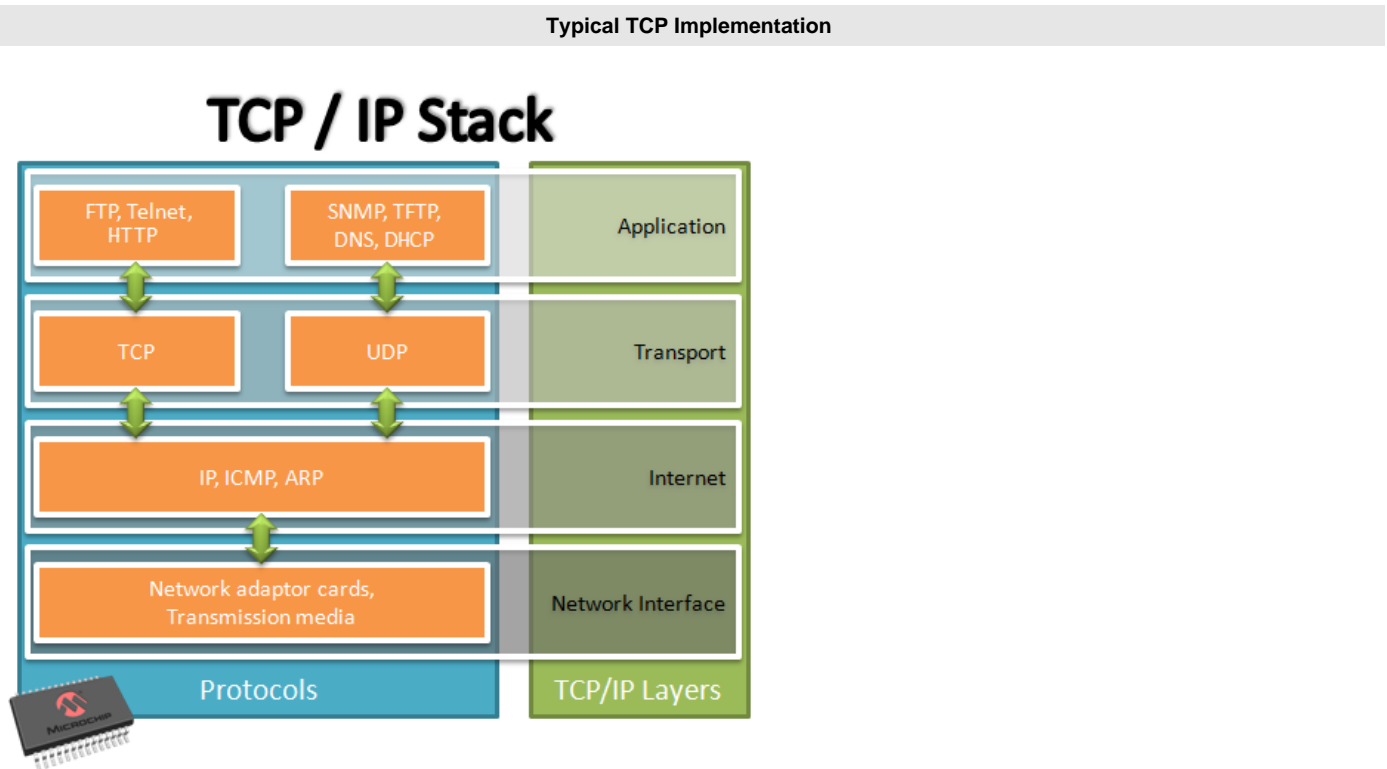 Typical TCP Implementation
TCP / IP Stack
FTP, Telnet,
HTTP
SNMP, TFTP,
DNS, DHCP
Application
TCP
UDP
Transport
IP, ICMP, ARP
Internet
Network adaptor cards,
Transmission media
Network Interface
Protocols
TCP/IP Layers
MICROCHIP